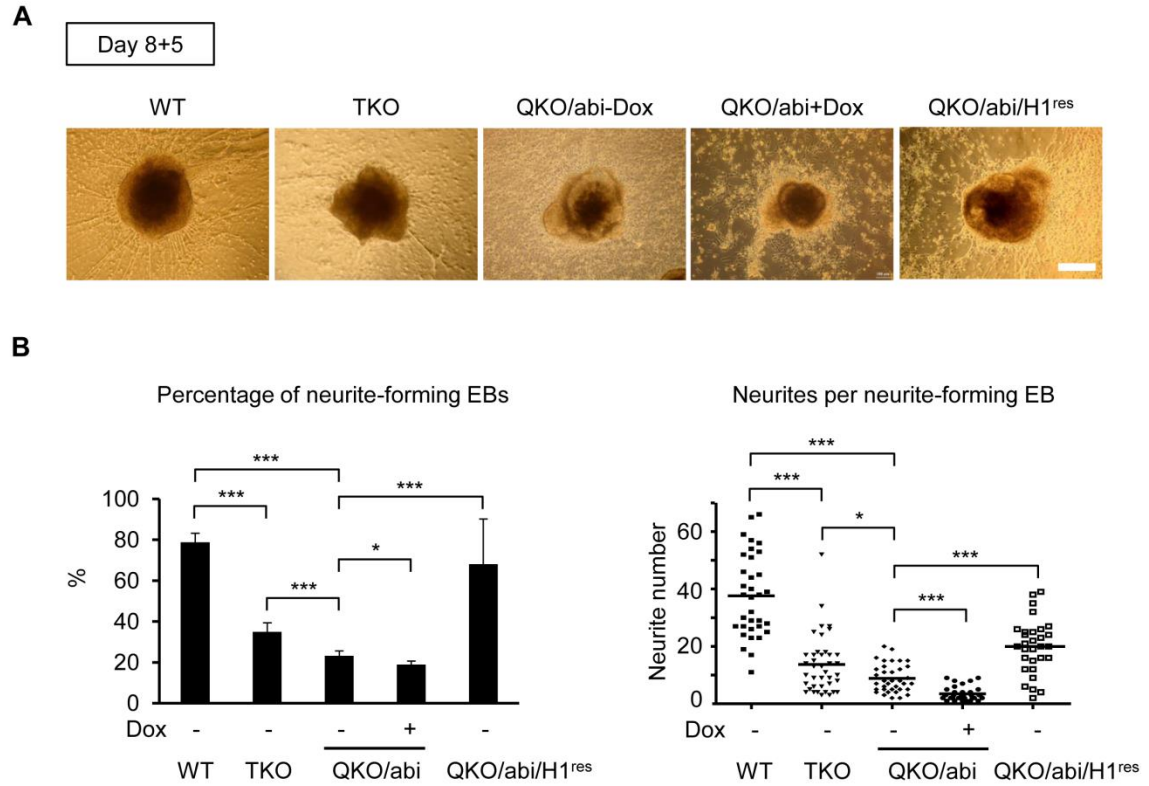 A
Day 8+5
WT TKO QKO/abi-Dox QKO/abi+Dox QKO/abi/H1res
B
Percentage of neurite-forming EBs
***
***
***
***
*
%
100
80
60
40
20
0
Dox - - - + -
WT TKO QKO/abi QKO/abi/H1res
Neurites per neurite-forming EB
***
***
*
***
***
Neurite number
60
40
20
0
Dox - - - + -
WT TKO QKO/abi QKO/abi/H1res